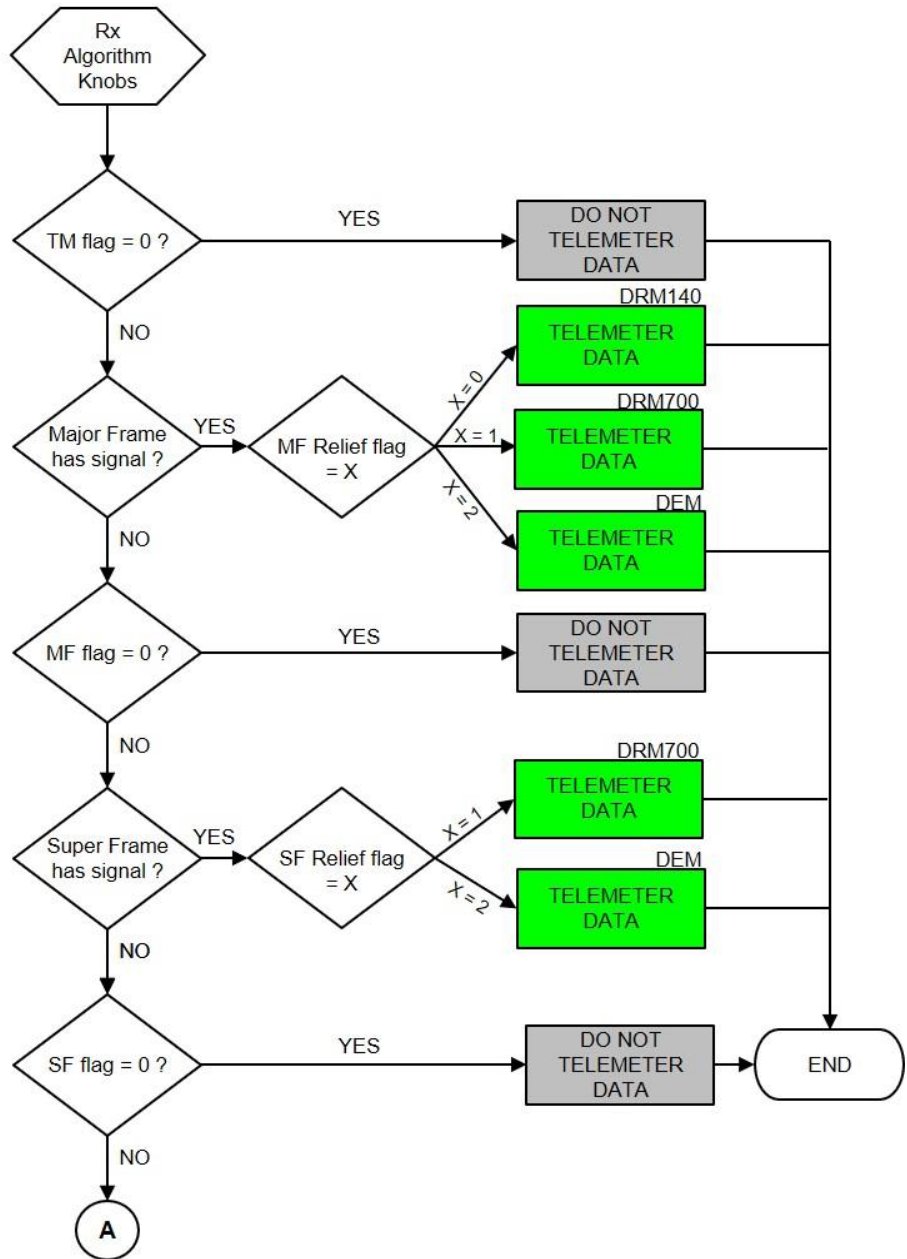 Rx
Algorithm
Knobs
TM flag = 0 ?
YES
DO NOT
TELEMETER
DATA
NO
DRM140
TELEMETER
DATA
Major Frame
has signal ?
YES
MF Relief flag
= X
X = 0
X = 1
X = 2
DRM700
TELEMETER
DATA
DEM
TELEMETER
DATA
NO
MF flag = 0 ?
YES
DO NOT
TELEMETER
DATA
NO
DRM700
TELEMETER
DATA
Super Frame
has signal ?
YES
SF Relief flag
= X
X = 1
X = 2
DEM
TELEMETER
DATA
NO
SF flag = 0 ?
YES
DO NOT
TELEMETER
DATA
END
NO
A